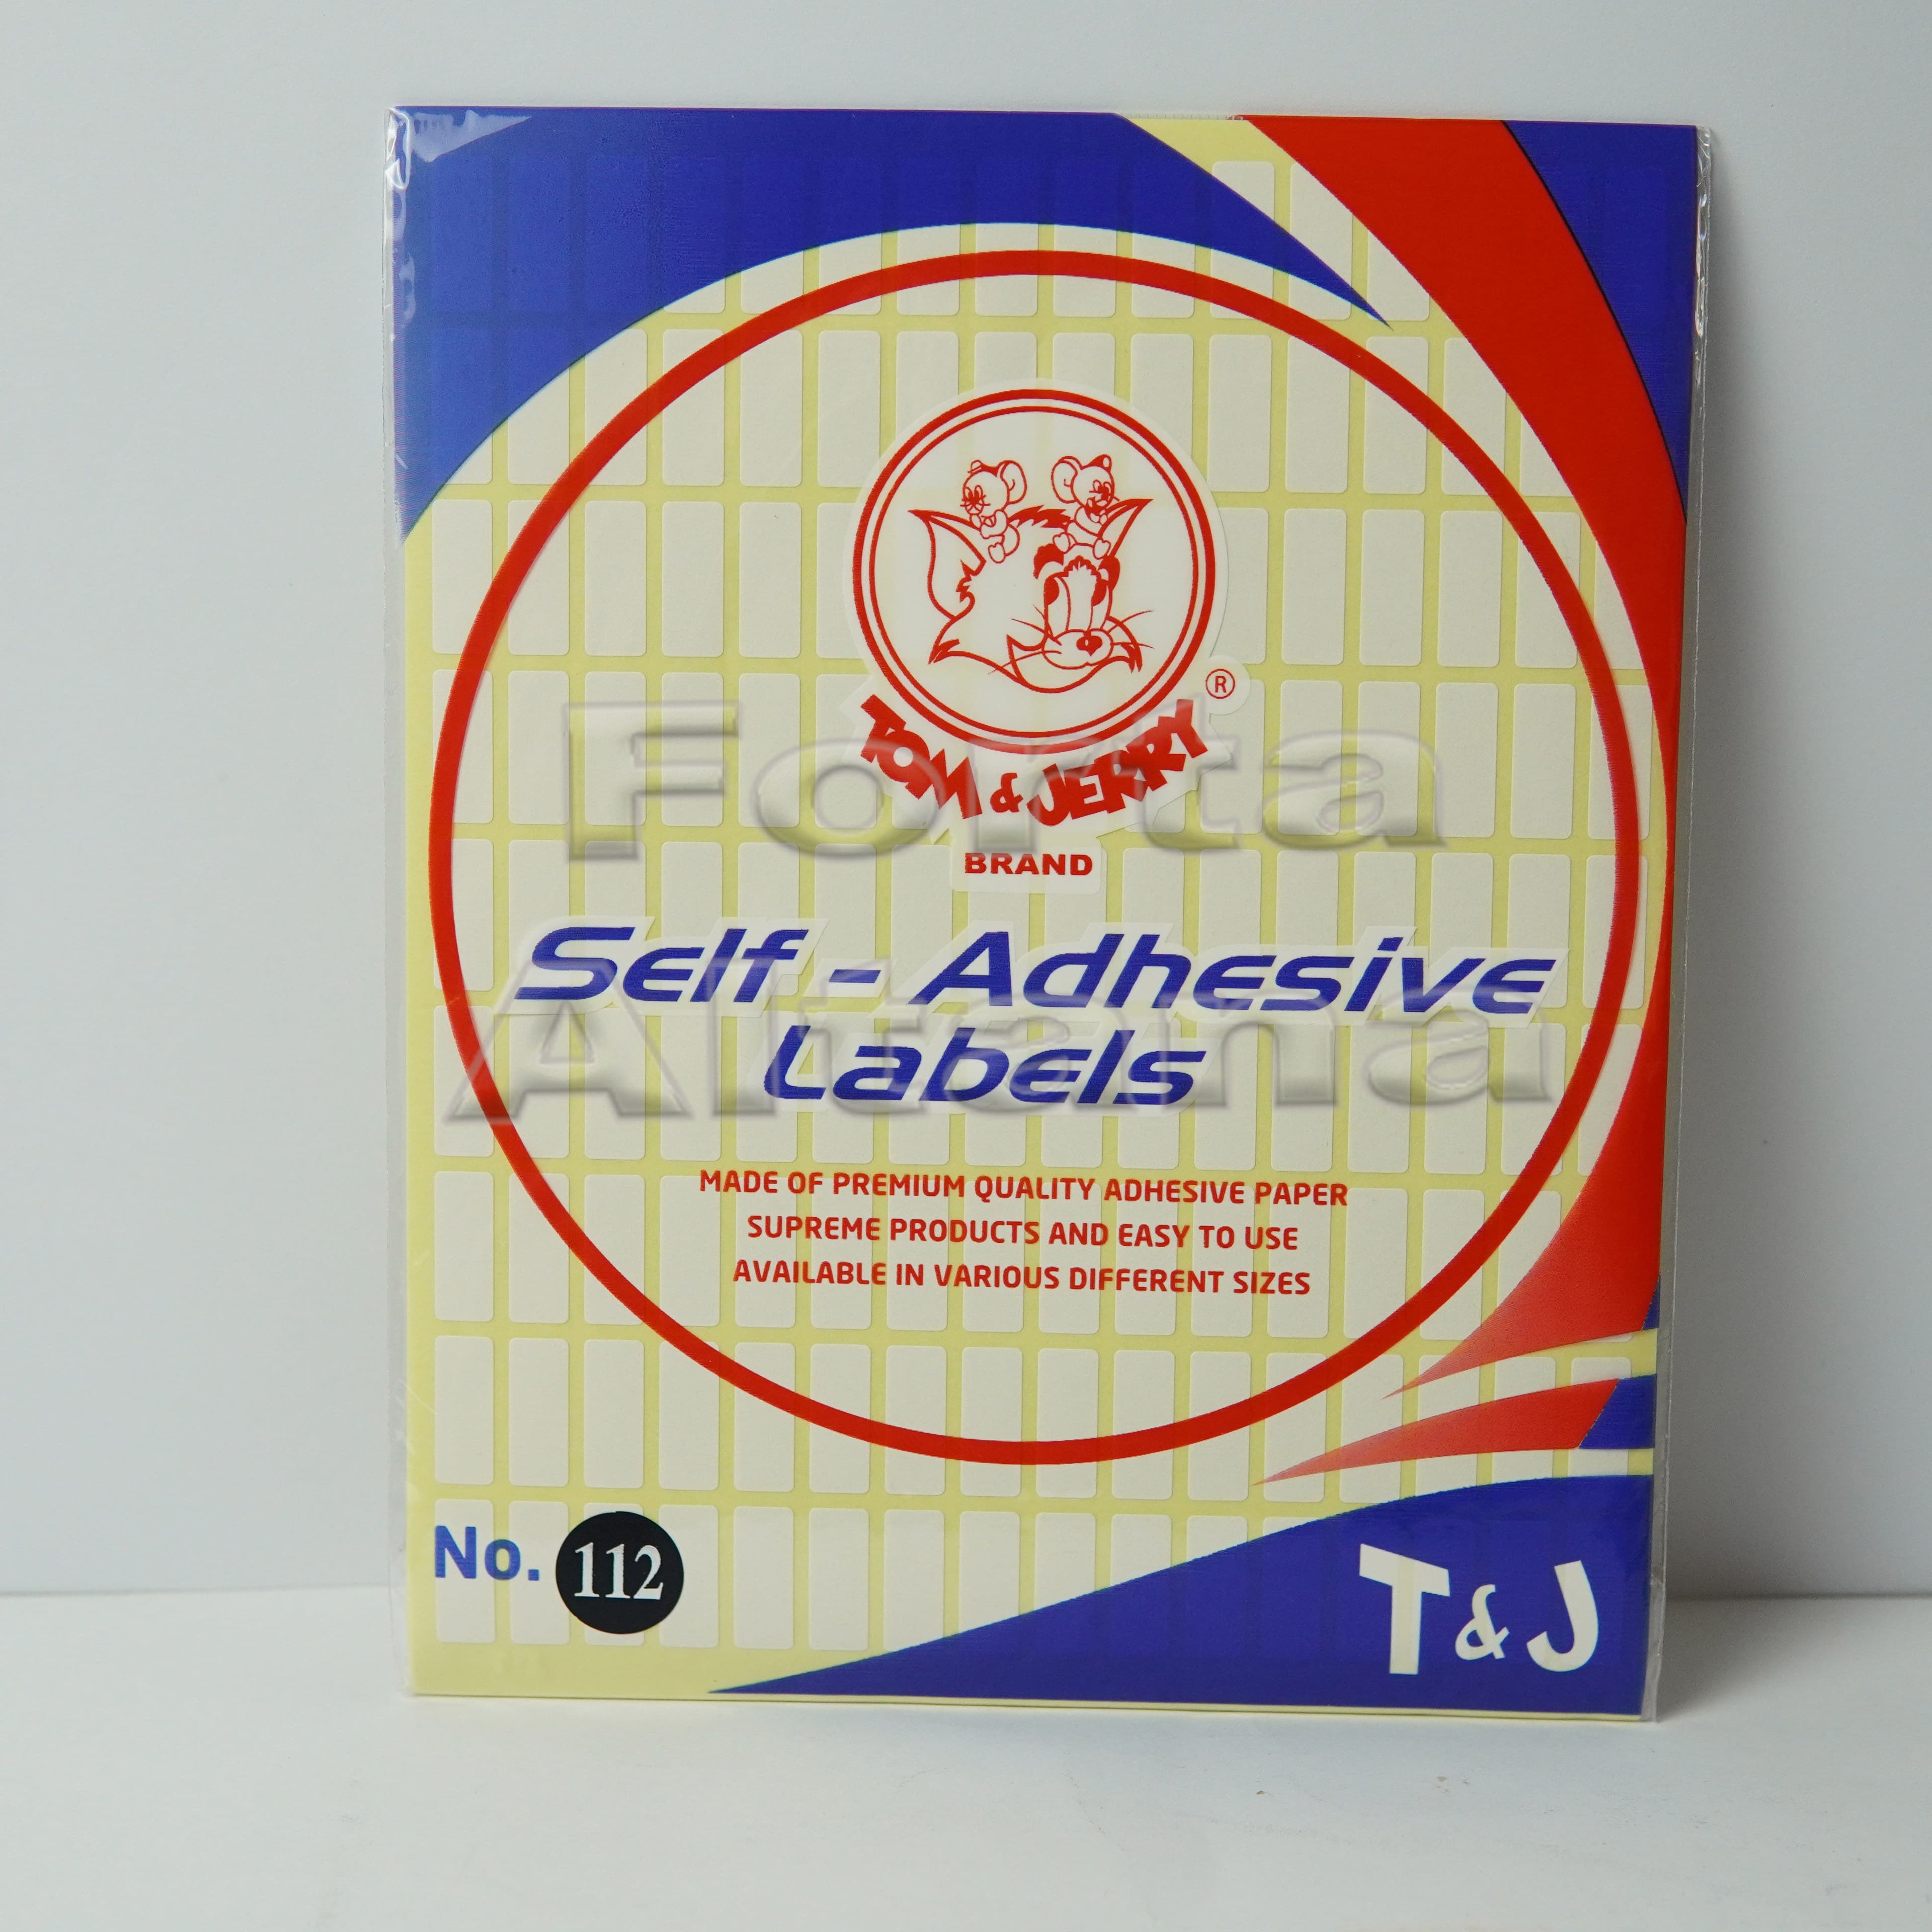 ®
TOM & JERRY
BRAND
Forta
Self - Adhesive
Altama
Labels
MADE OF PREMIUM QUALITY ADHESIVE PAPER
SUPREME PRODUCTS AND EASY TO USE
AVAILABLE IN VARIOUS DIFFERENT SIZES
No. 112
T & J